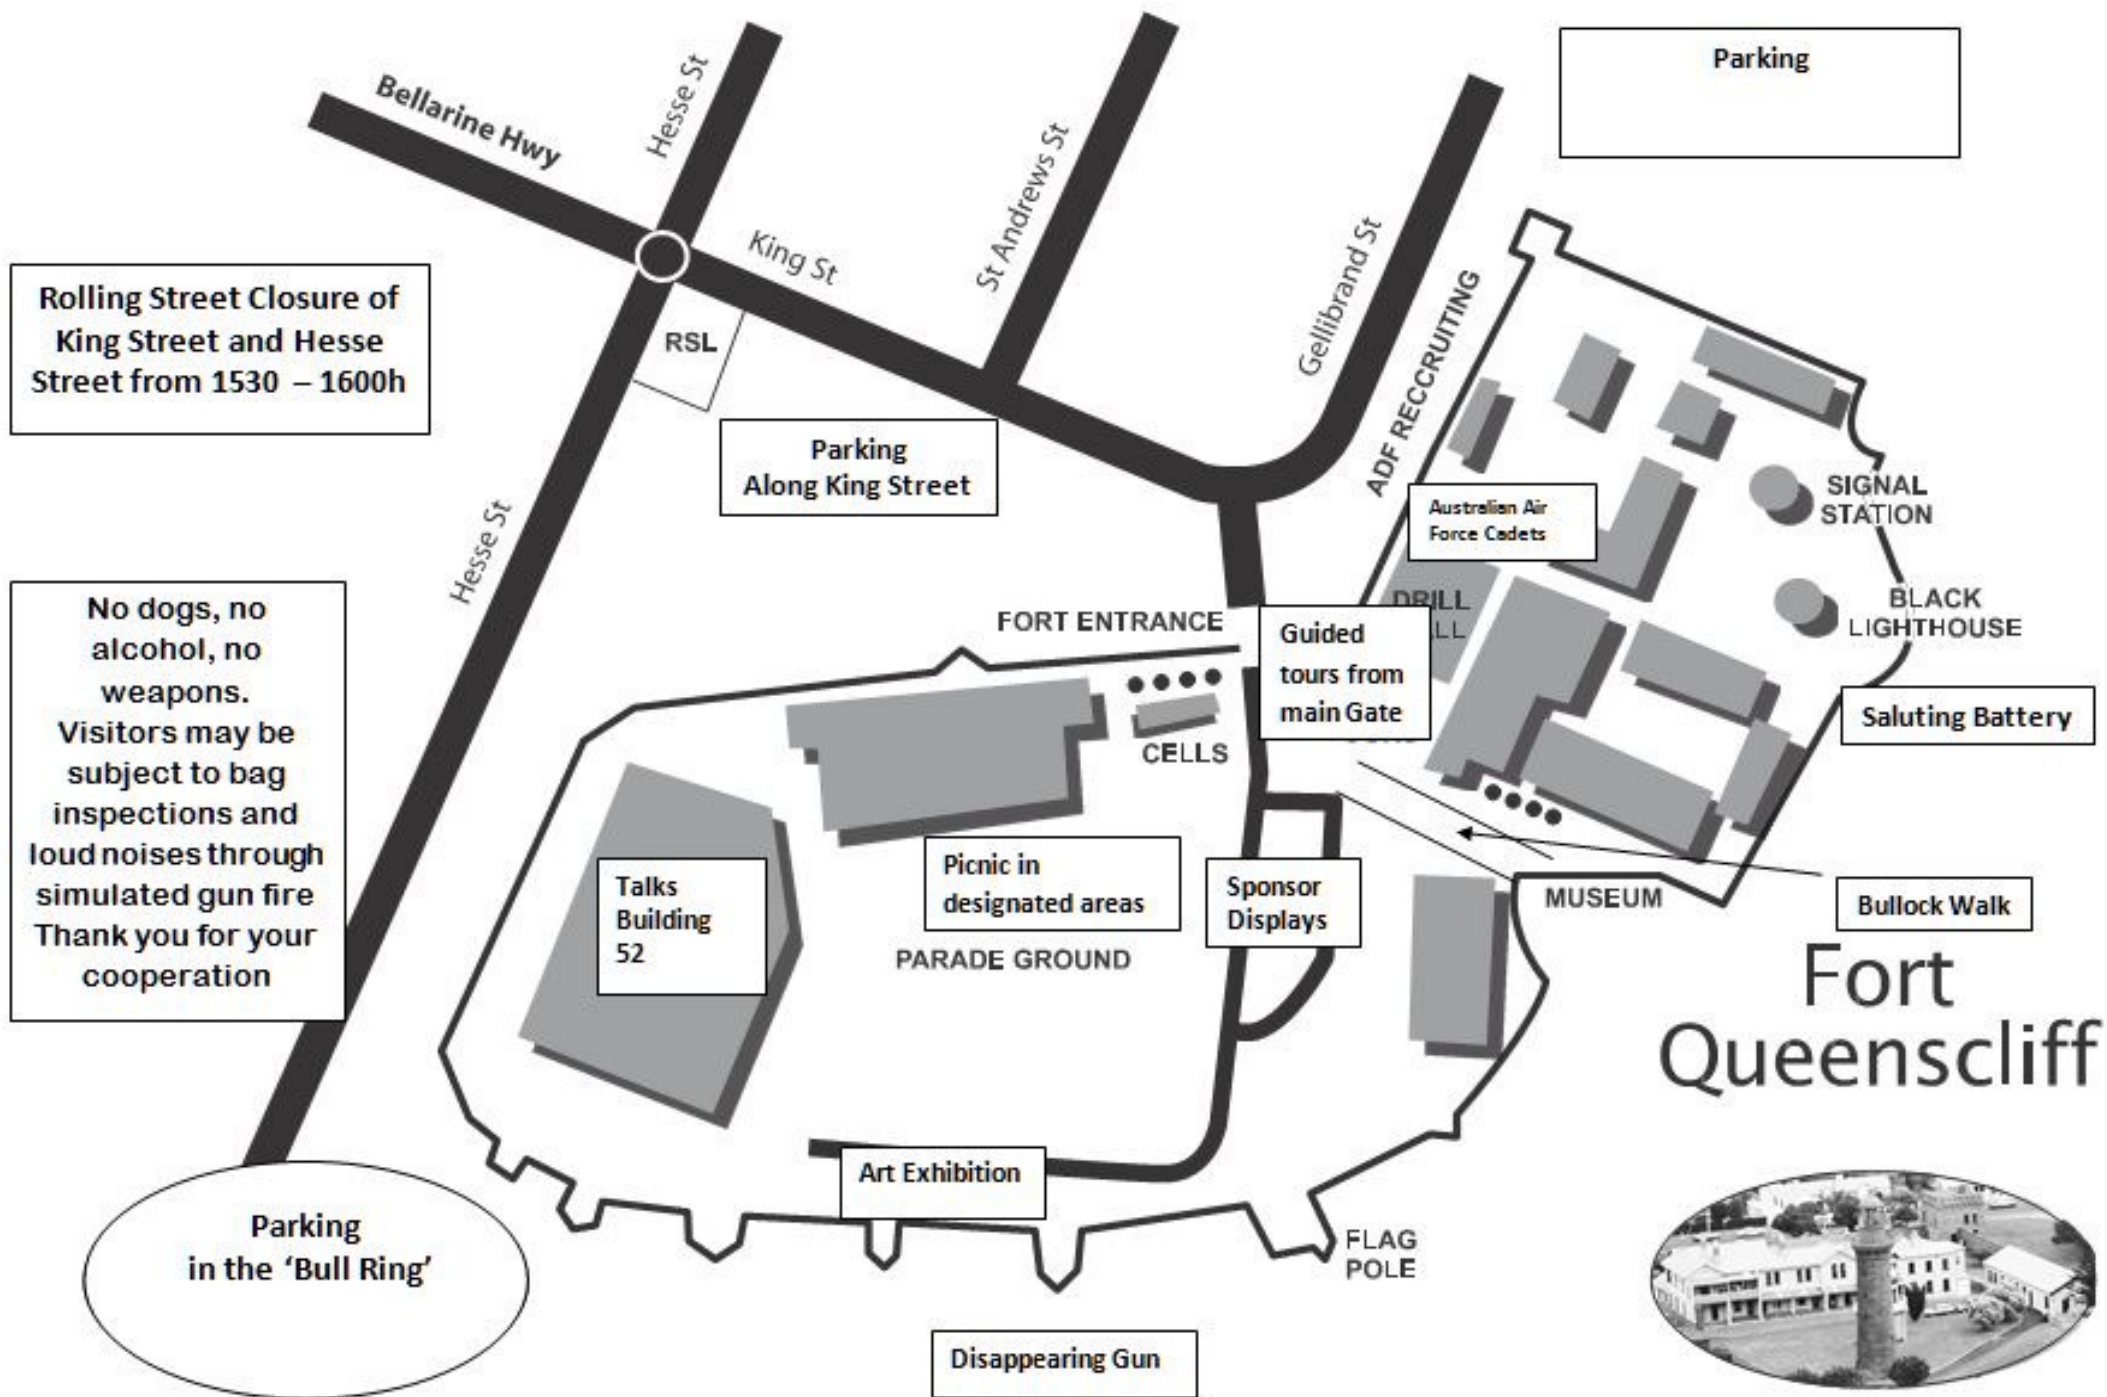 Bellarine Hwy
Hesse St
King St
St Andrews St
Gellibrand St
Parking
Rolling Street Closure of
King Street and Hesse
Street from 1530 – 1600h
RSL
Parking
Along King Street
ADF RECCRUITING
Australian Air
Force Cadets
SIGNAL
STATION
Hesse St
No dogs, no
alcohol, no
weapons.
Visitors may be
subject to bag
inspections and
loud noises through
simulated gun fire
Thank you for your
cooperation
FORT ENTRANCE
DRILL
Guided
tours from
main Gate
BLACK
LIGHTHOUSE
Saluting Battery
CELLS
Talks
Building
52
Picnic in
designated areas
PARADE GROUND
Sponsor
Displays
MUSEUM
Bullock Walk
Fort
Queenscliff
Art Exhibition
FLAG
POLE
Parking
in the ‘Bull Ring’
Disappearing Gun